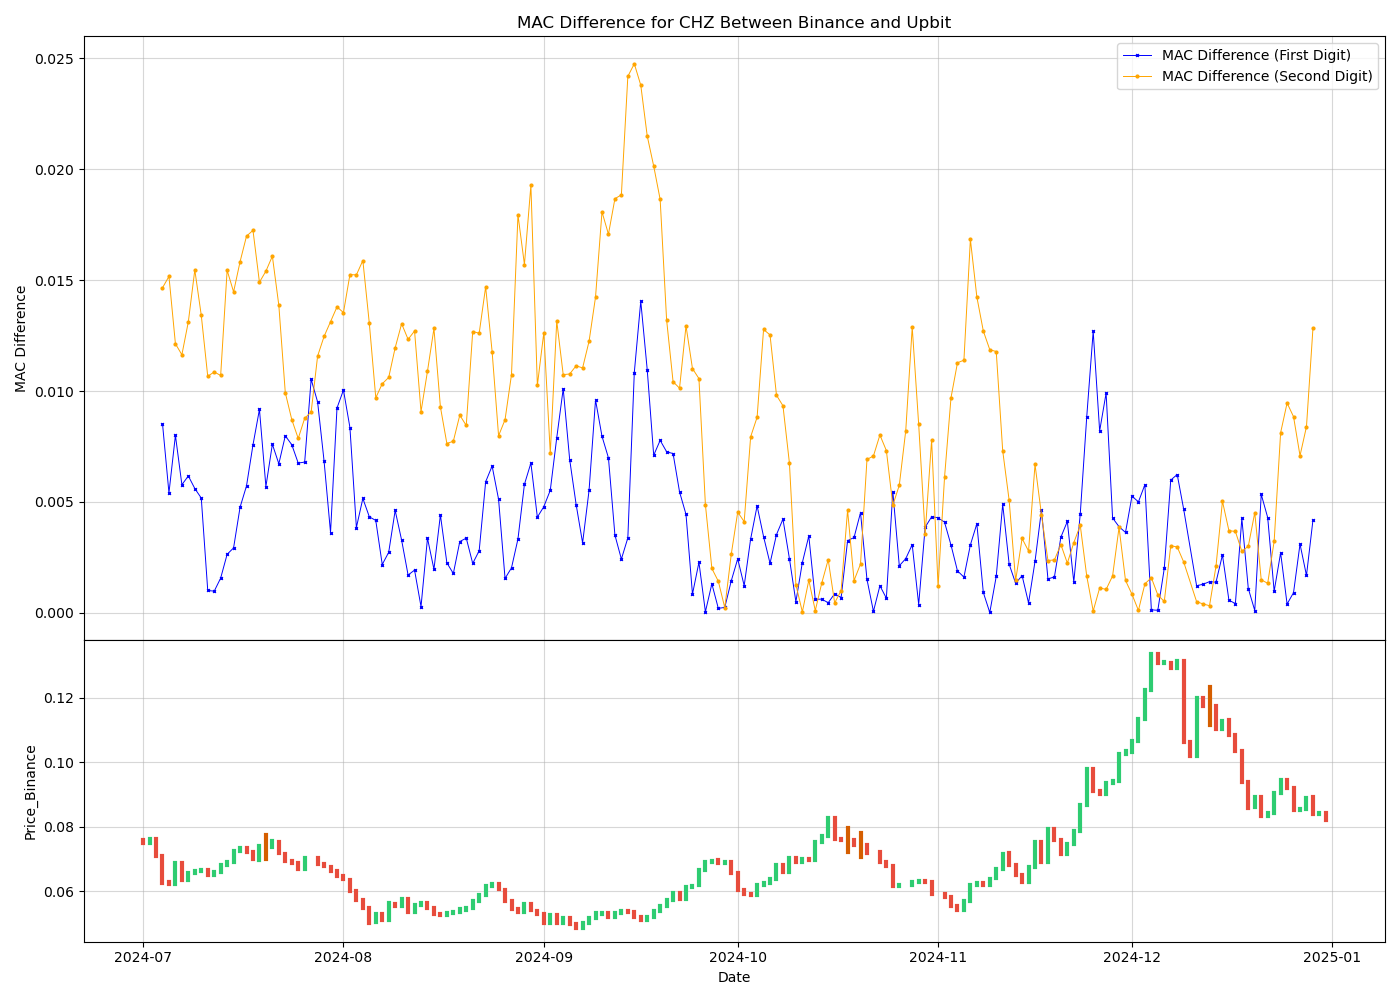 MAC Difference for CHZ Between Binance and Upbit
MAC Difference (First Digit)
MAC Difference (Second Digit)
MAC Difference
0.025
0.020
0.015
0.010
0.005
0.000
Price_Binance
0.12
0.10
0.08
0.06
2024-07
2024-08
2024-09
2024-10
2024-11
2024-12
2025-01
Date